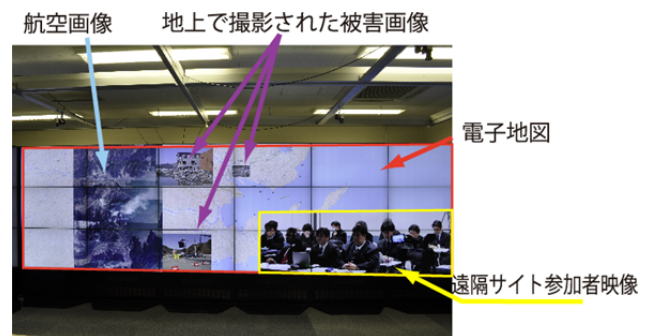 航空画像
地上で撮影された被害画像
電子地図
遠隔サイト参加者映像